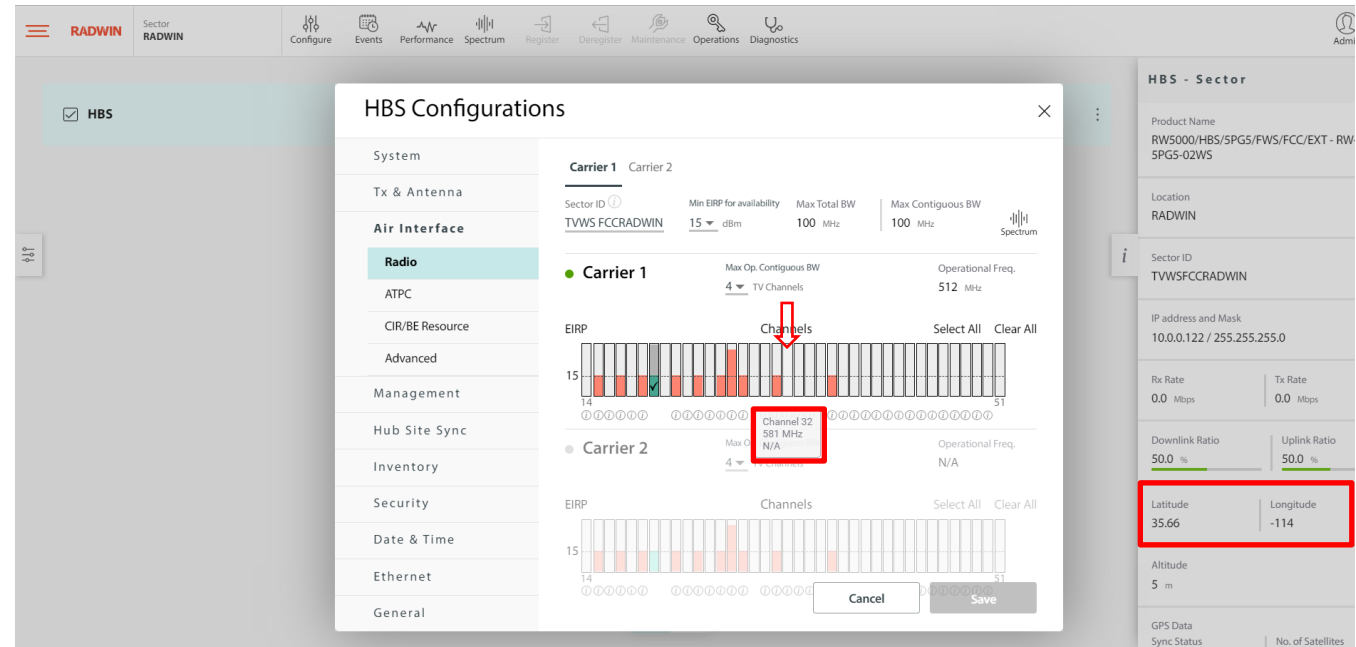 RADWIN
Sector
RADWIN
Configure
Events
Performance
Spectrum
Register
Deregister
Maintenance
Operations
Diagnostics
HBS
HBS Configurations
System
Tx & Antenna
Air Interface
Radio
ATPC
CIR/BE Resource
Advanced
Management
Hub Site Sync
Inventory
Security
Date & Time
Ethernet
General
Carrier 1 Carrier 2
Sector ID
TVWS FCCRADWIN
Min EIRP for availability
15 dBm
Max Total BW
100 MHz
Max Contiguous BW
100 MHz
Spectrum
Carrier 1
Max Op. Contiguous BW
4 TV Channels
Operational Freq.
512 MHz
EIRP
Channels
Select All Clear All
15
14
51
Channel 32
581 MHz
N/A
Carrier 2
4
Operational Freq.
N/A
EIRP
Channels
Select All Clear All
15
14
51
Cancel
Save
HBS - Sector
Product Name
RW5000/HBS/5PG5/FWS/FCC/EXT - RW-
5PG5-02WS
Location
RADWIN
Sector ID
TVWSFCCRADWIN
IP address and Mask
10.0.0.122 / 255.255.255.0
Rx Rate
0.0 Mbps
Tx Rate
0.0 Mbps
Downlink Ratio
50.0 %
Uplink Ratio
50.0 %
Latitude
35.66
Longitude
-114
Altitude
5 m
GPS Data
Sync Status
No. of Satellites